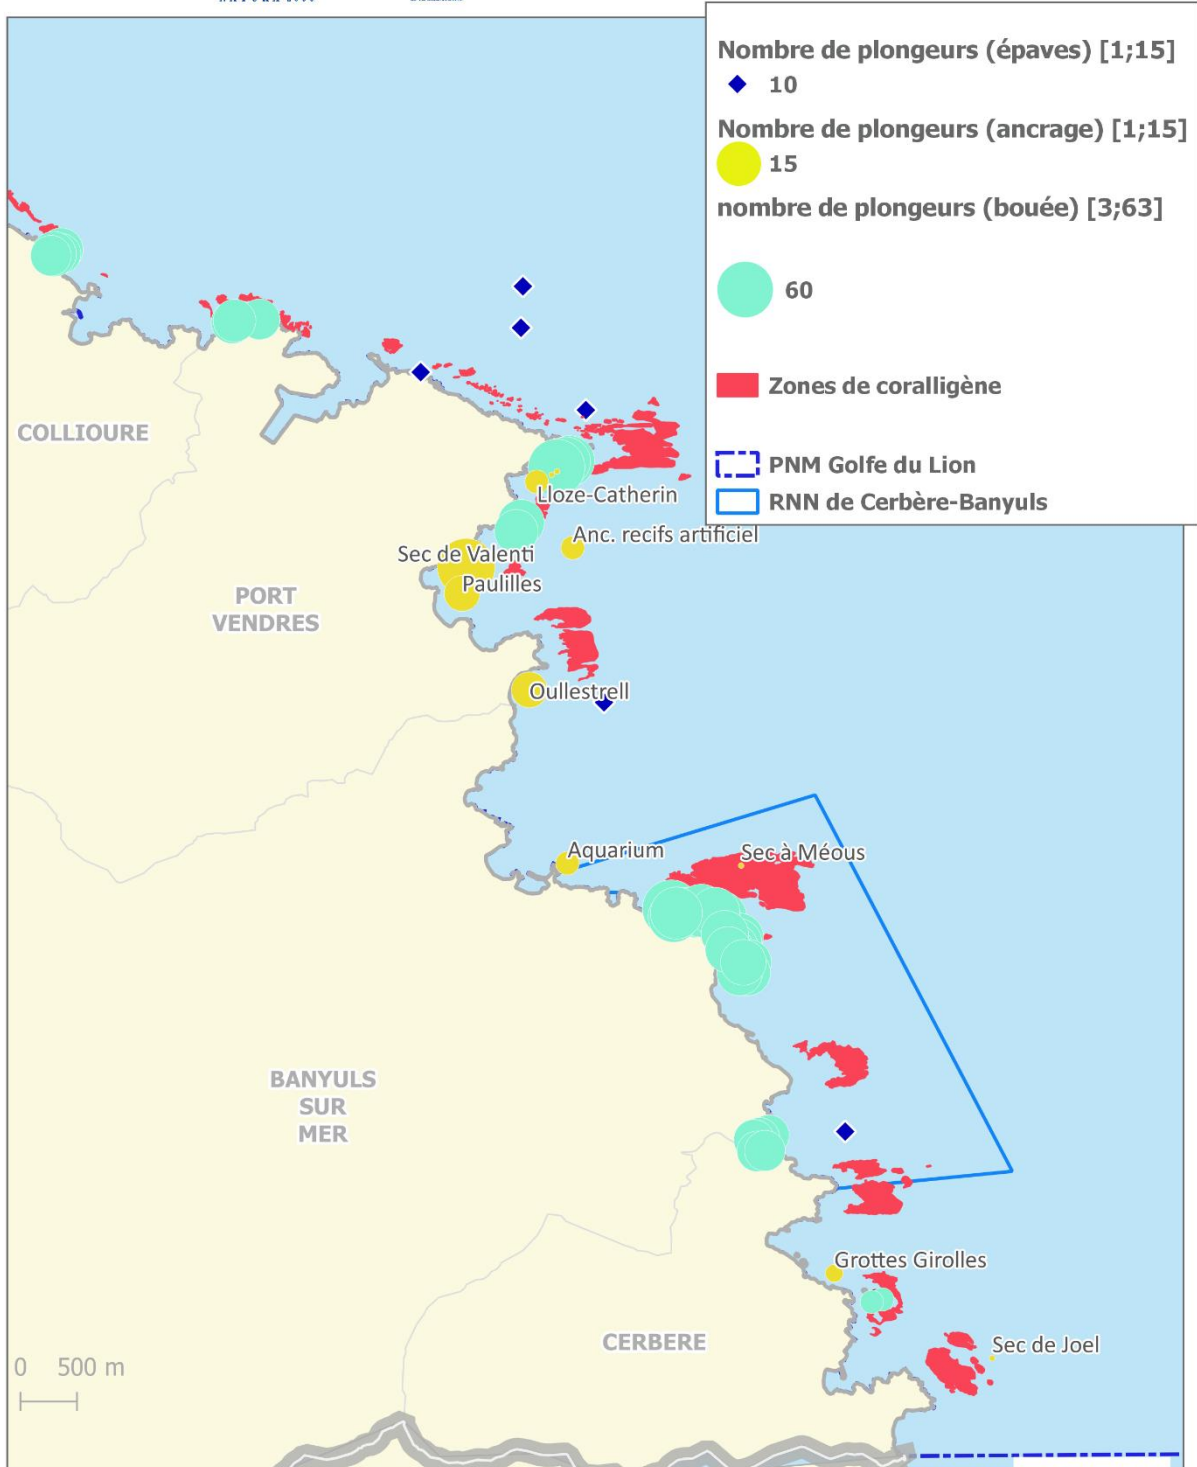 Nombre de plongeurs (épaves) [1;15]
10
Nombre de plongeurs (ancrage) [1;15]
15
nombre de plongeurs (bouée) [3;63]
60
Zones de coralligène
PNM Golfe du Lion
RNN de Cerbère-Banyuls
COLLIOURE
Lloze-Catherin
Anc. recifs artificiel
Sec de Valenti
Paulilles
PORT
VENDRES
Oullestrell
Aquarium
Sec à Méous
BANYULS
SUR
MER
Grottes Girolles
CERBERE
Sec de Joel
0 500 m